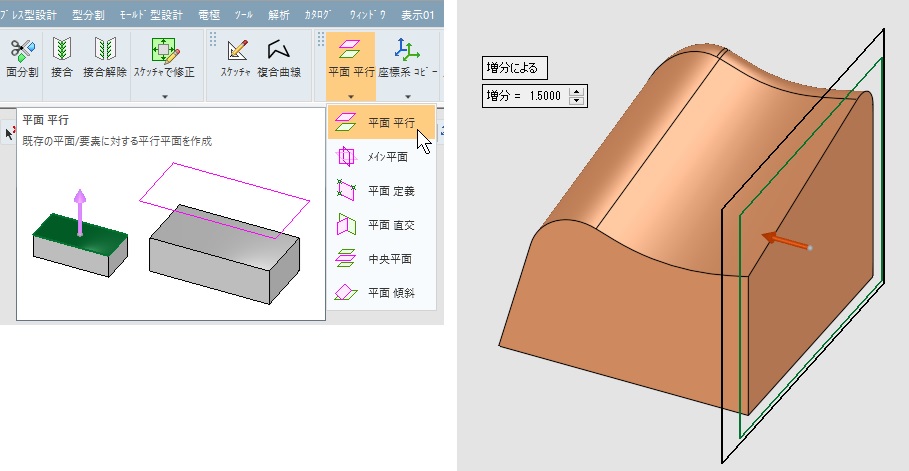 プレス型設計 型分割 モールド型設計 電極 ツール 解析 カタログ ウィンドウ 表示01
面分割 接合 接合解除 スケッチで修正 スケッチ 複合曲線 平面 平行 座標系 コピー
平面 平行
既存の平面/要素に対する平行平面を作成
平面 平行
メイン平面
平面 定義
平面 直交
中央平面
平面 傾斜
増分による
増分 = 1.5000